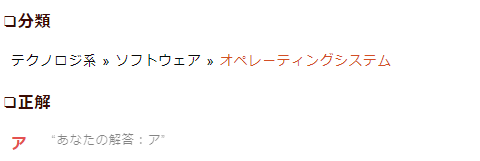 ❏分類
テクノロジ系 » ソフトウェア » オペレーティングシステム
❏正解
ア “あなたの解答：ア”